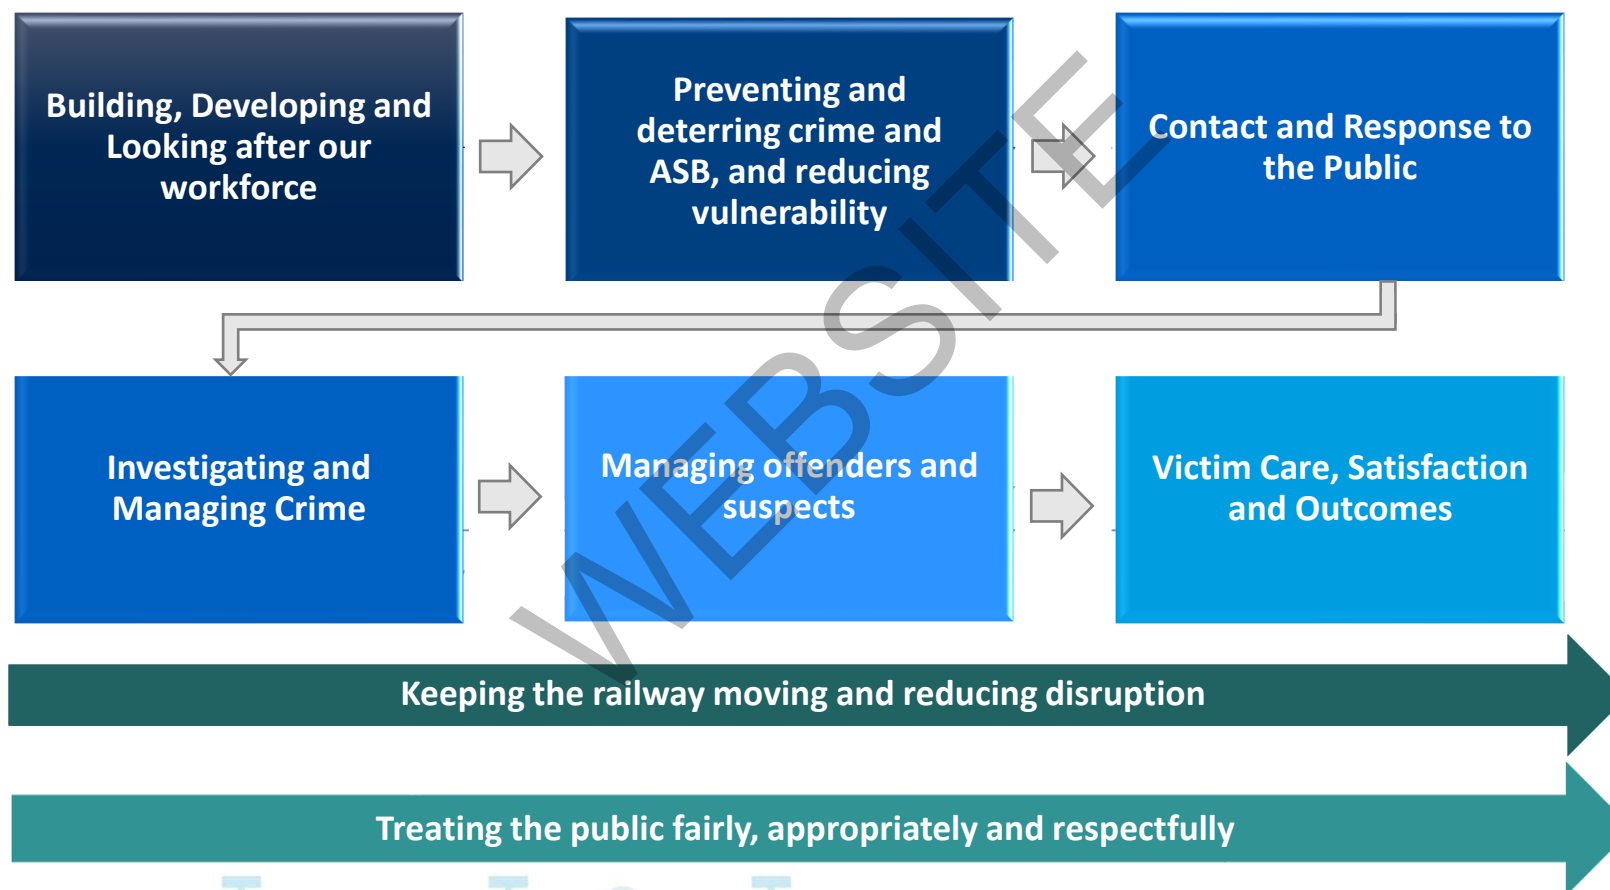 Building, Developing and
Looking after our
workforce
Preventing and
deterring crime and
ASB, and reducing
vulnerability
Contact and Response to
the Public
Investigating and
Managing Crime
Managing offenders and
suspects
Victim Care, Satisfaction
and Outcomes
Keeping the railway moving and reducing disruption
Treating the public fairly, appropriately and respectfully
WEBSITE